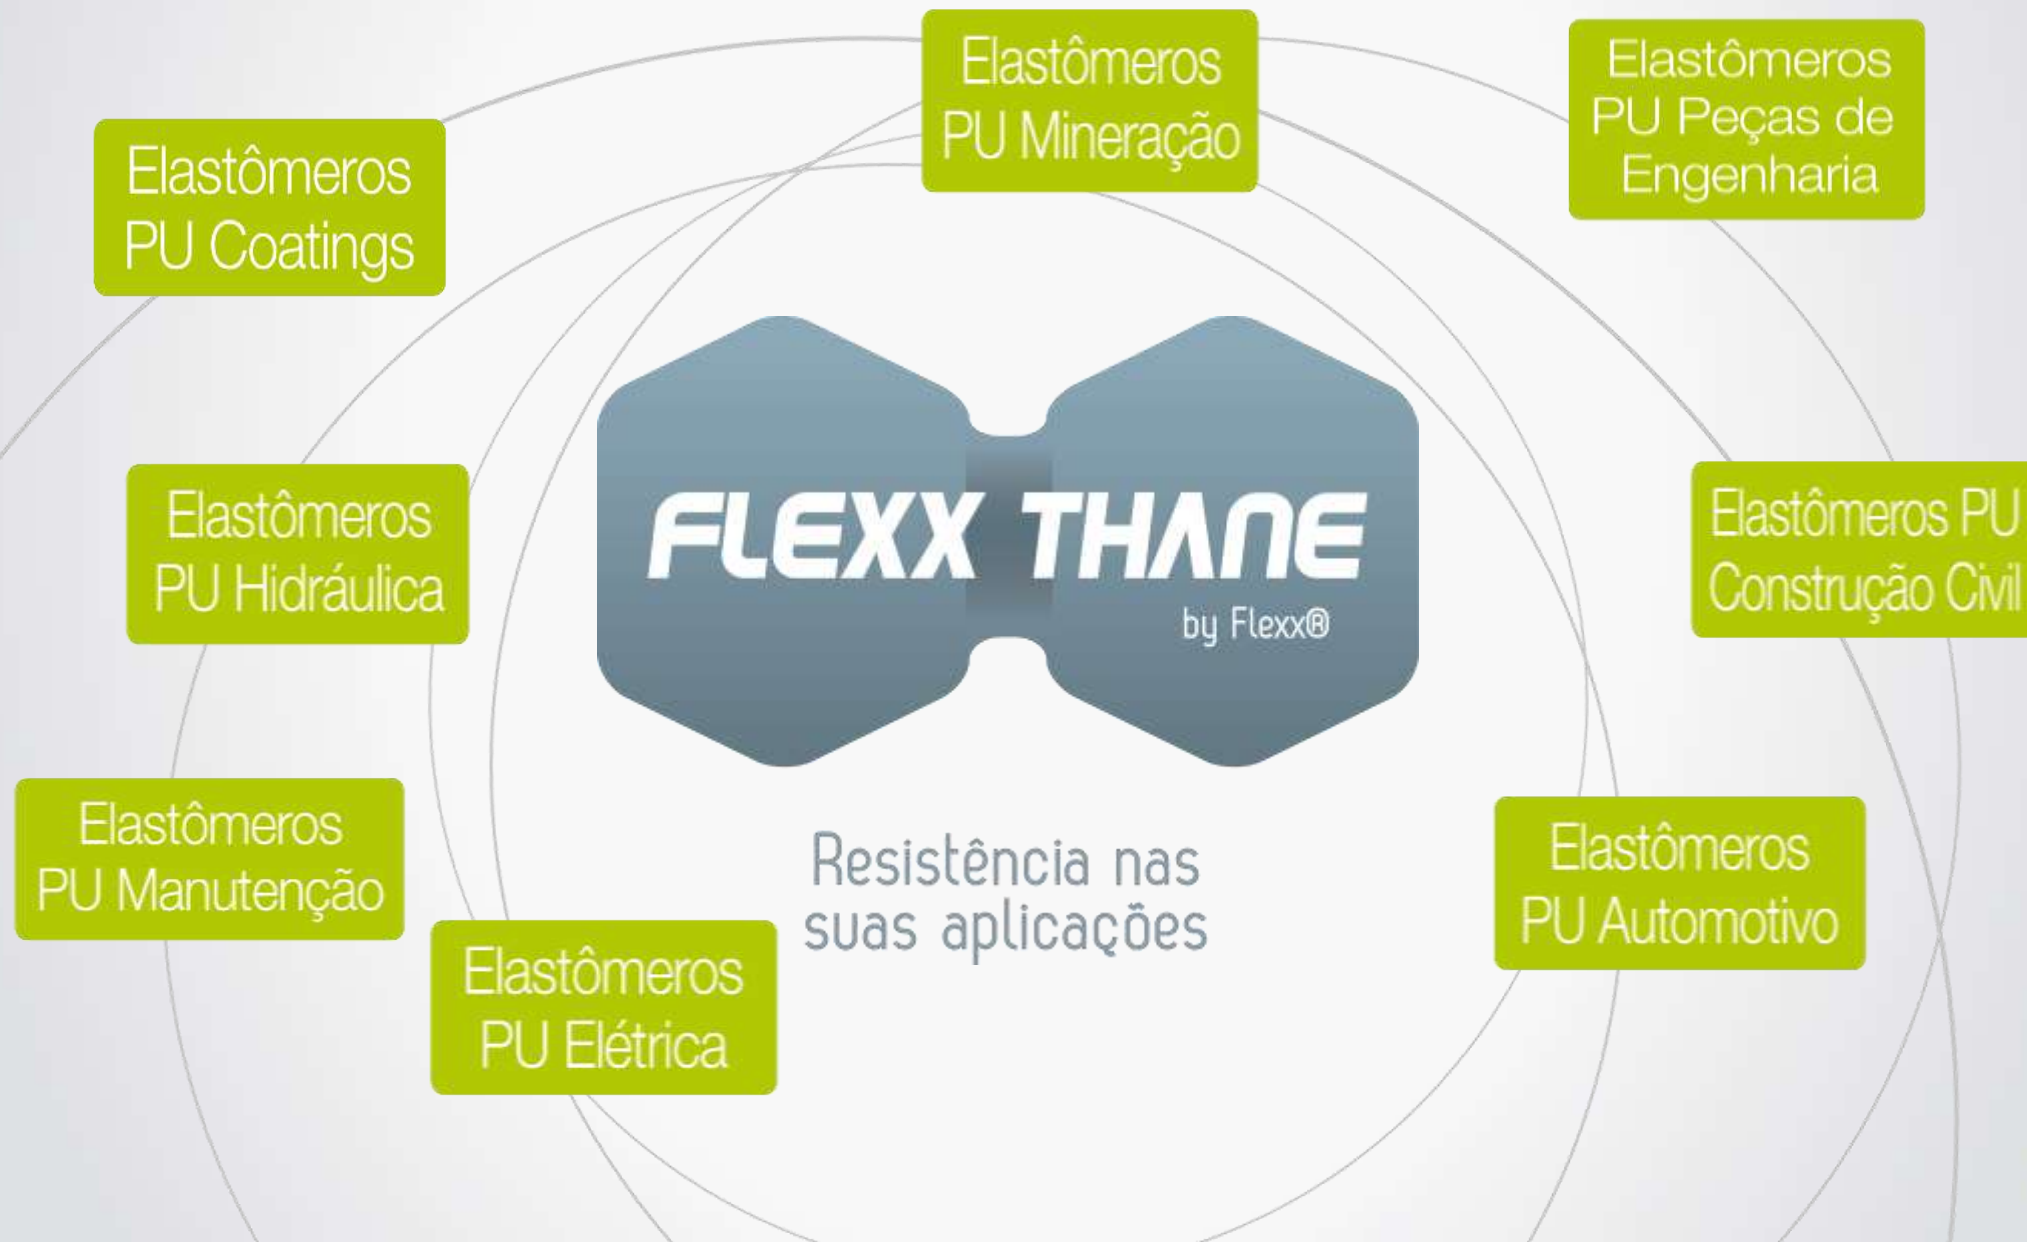 Elastômeros
PU Mineração
Elastômeros
PU Peças de
Engenharia
Elastômeros
PU Coatings
Elastômeros
PU Hidráulica
FLEXX THANE
by Flexx®
Elastômeros PU
Construção Civil
Elastômeros
PU Manutenção
Resistência nas
suas aplicações
Elastômeros
PU Automotivo
Elastômeros
PU Elétrica